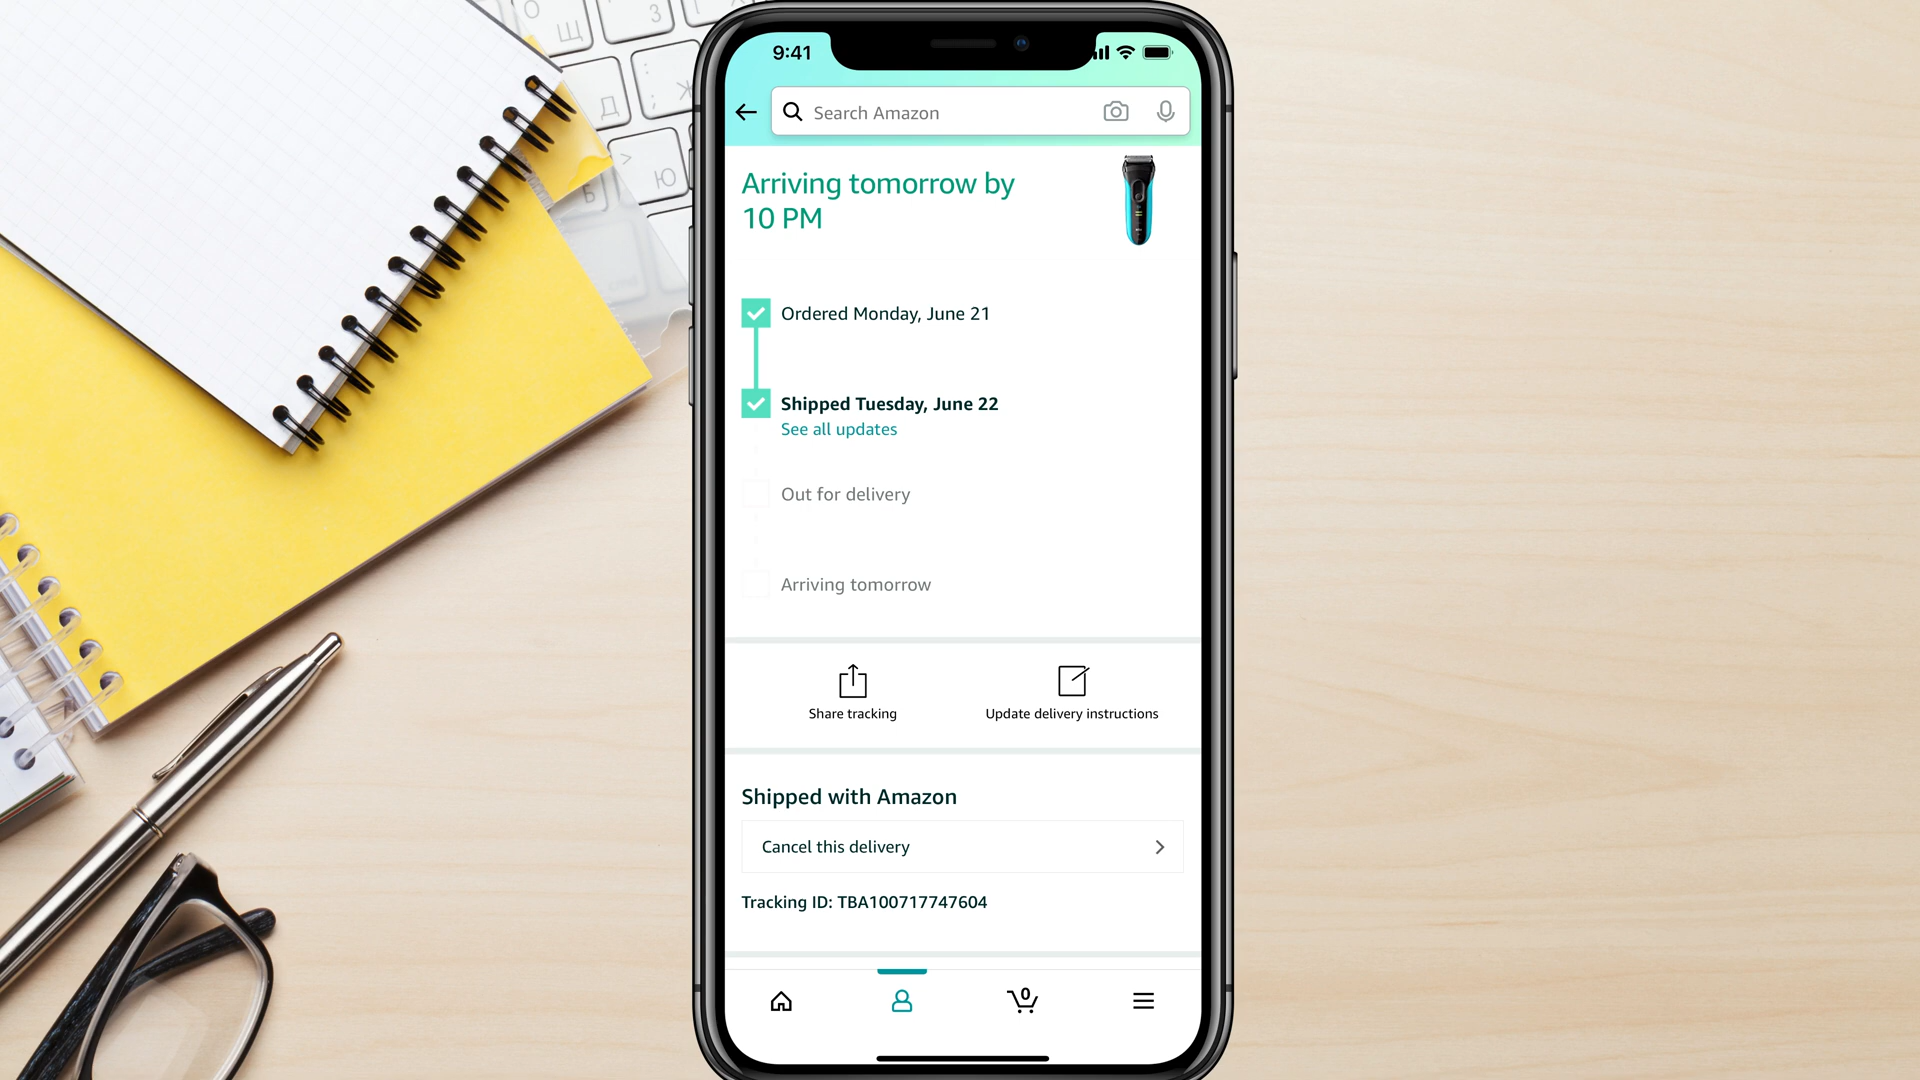 9:41
Search Amazon
Arriving tomorrow by
10 PM
Ordered Monday, June 21
Shipped Tuesday, June 22
See all updates
Out for delivery
Arriving tomorrow
Share tracking
Update delivery instructions
Shipped with Amazon
Cancel this delivery
Tracking ID: TBA100717747604
0
З
Щ
Д
; Ж
>
Ю
Б